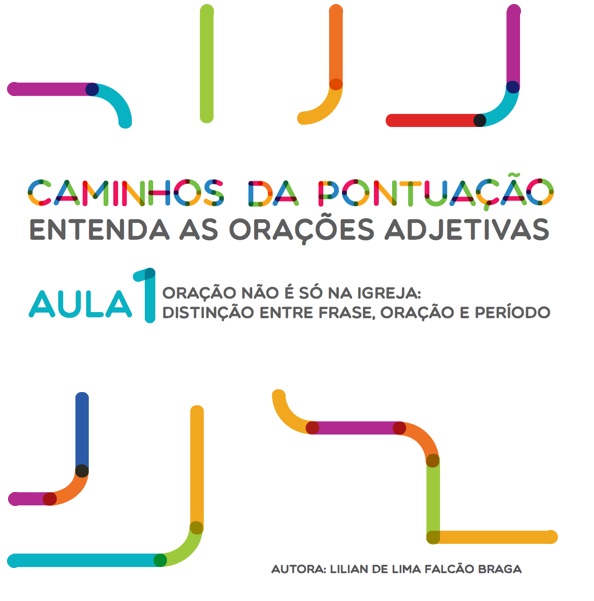 CAMINHOS DA PONTUAÇÃO
ENTENDA AS ORAÇÕES ADJETIVAS
AULA 1
ORAÇÃO NÃO É SÓ NA IGREJA:
DISTINÇÃO ENTRE FRASE, ORAÇÃO E PERÍODO
AUTORA: LILIAN DE LIMA FALCÃO BRAGA